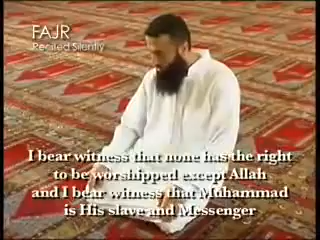 FAJR
Recited Silently
I bear witness that none has the right
to be worshipped except Allah
and I bear witness that Muhammad
is His slave and Messenger